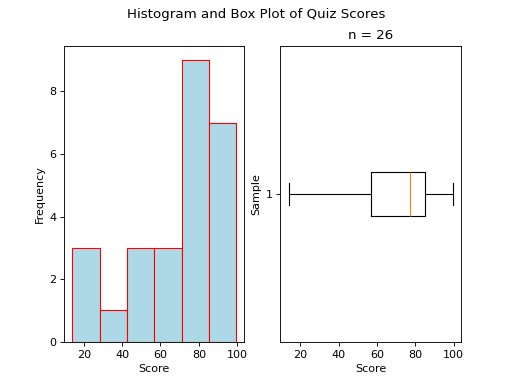 Histogram and Box Plot of Quiz Scores
Frequency
8
6
4
2
0
20 40 60 80 100
Score
n = 26
Sample
1
20 40 60 80 100
Score